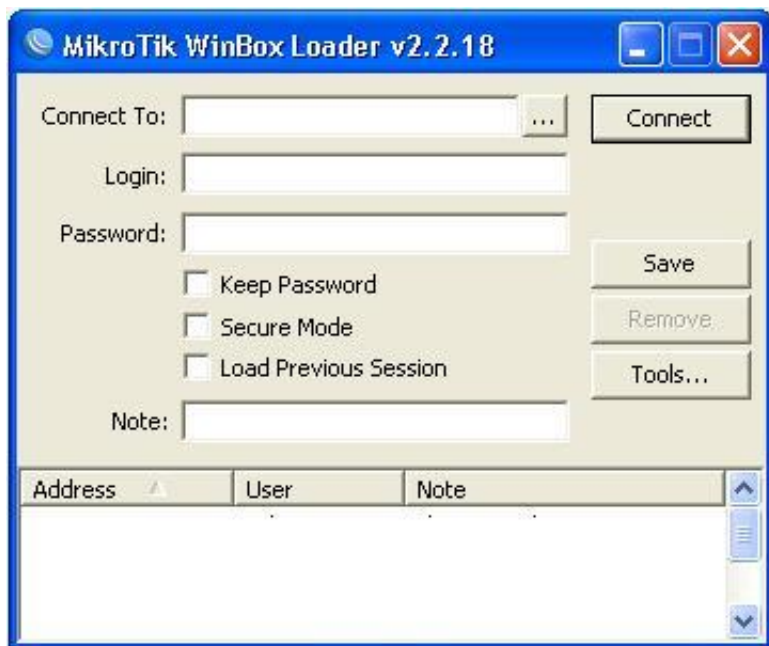 MikroTik WinBox Loader v2.2.18
Connect To: ... Connect
Login:
Password:
Save
Keep Password
Remove
Secure Mode
Load Previous Session
Tools...
Note:
Address User Note